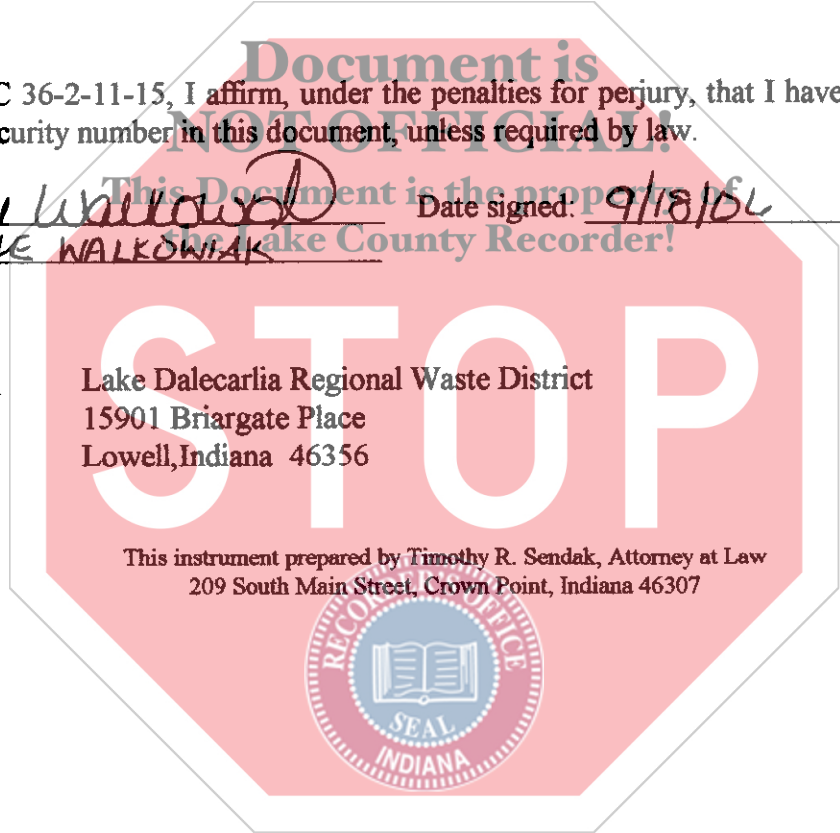 Document is
C 36-2-11-15, I affirm, under the penalties for perjury, that I have
NOT OFFICIAL!
curity number in this document, unless required by law.
This Document is the property of
Walkowiak Date signed: 9/18/06
the Lake County Recorder!
WALKOWIAK
STOP
Lake Dalecarlia Regional Waste District
15901 Briargate Place
Lowell,Indiana 46356
This instrument prepared by Timothy R. Sendak, Attorney at Law
209 South Main Street, Crown Point, Indiana 46307
RECORDER'S OFFICE
SEAL
INDIANA